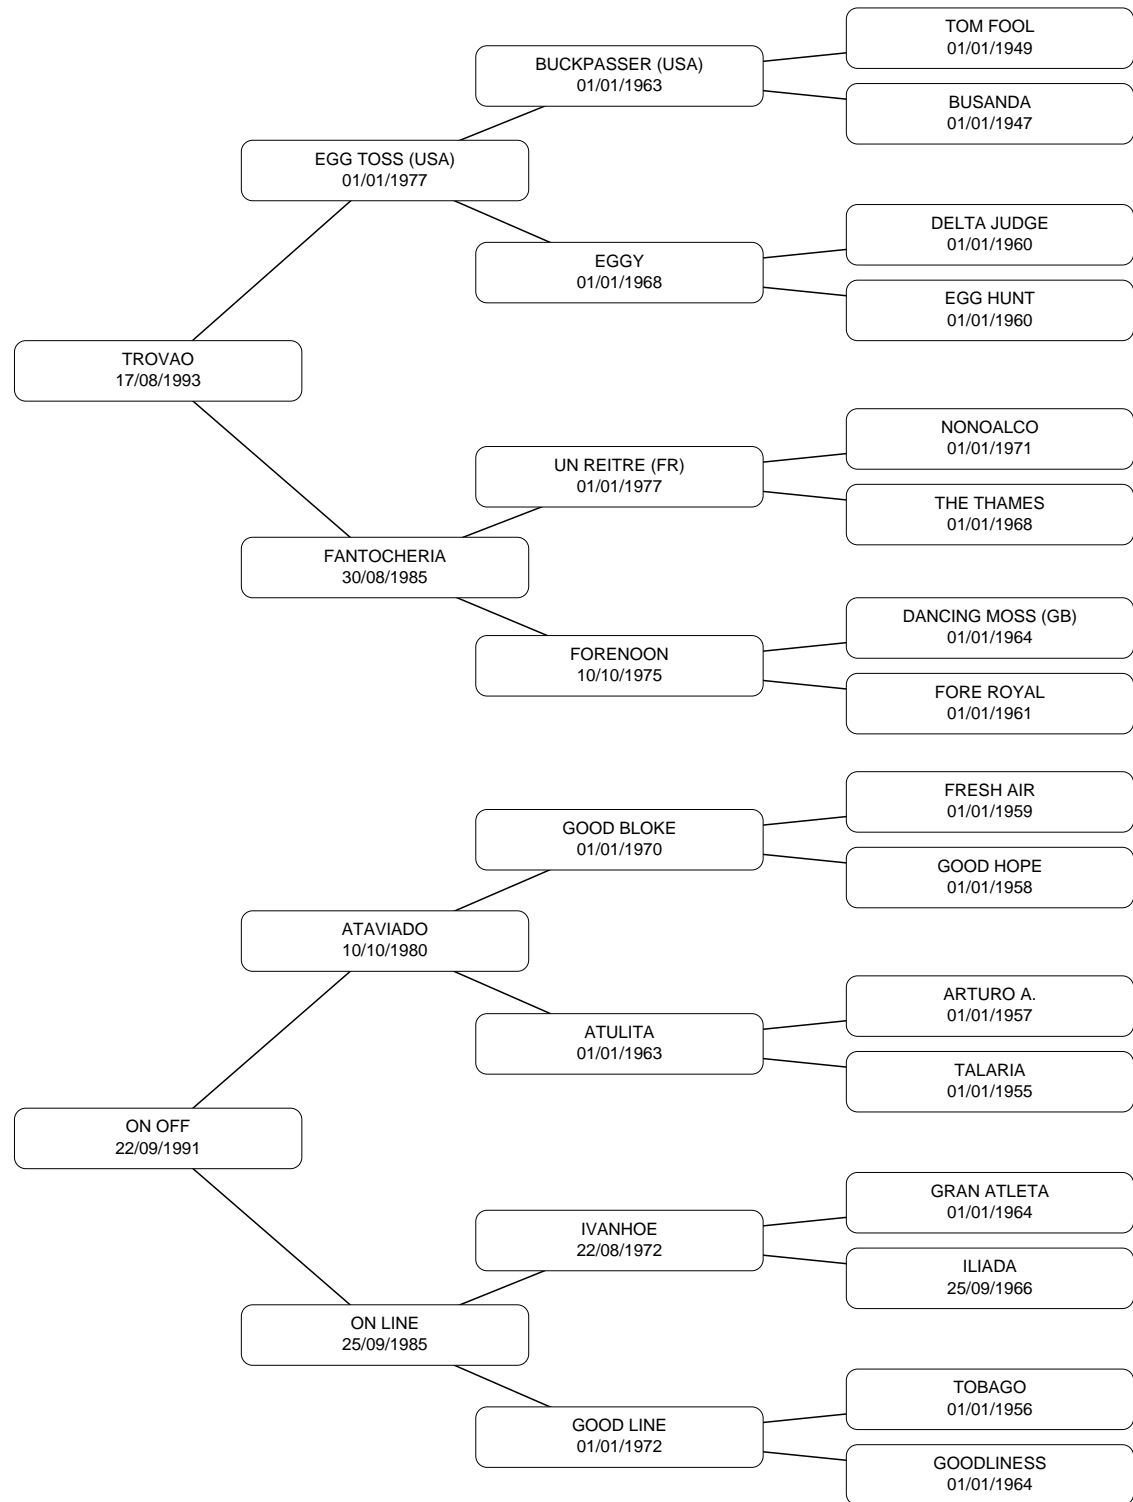 TOM FOOL
01/01/1949
BUCKPASSER (USA)
01/01/1963
BUSANDA
01/01/1947
EGG TOSS (USA)
01/01/1977
DELTA JUDGE
01/01/1960
EGGY
01/01/1968
EGG HUNT
01/01/1960
TROVAO
17/08/1993
NONOALCO
01/01/1971
UN REITRE (FR)
01/01/1977
THE THAMES
01/01/1968
FANTOCHERIA
30/08/1985
DANCING MOSS (GB)
01/01/1964
FORENOON
10/10/1975
FORE ROYAL
01/01/1961
FRESH AIR
01/01/1959
GOOD BLOKE
01/01/1970
GOOD HOPE
01/01/1958
ATAVIADO
10/10/1980
ARTURO A.
01/01/1957
ATULITA
01/01/1963
TALARIA
01/01/1955
ON OFF
22/09/1991
GRAN ATLETA
01/01/1964
IVANHOE
22/08/1972
ILIADA
25/09/1966
ON LINE
25/09/1985
TOBAGO
01/01/1956
GOOD LINE
01/01/1972
GOODLINESS
01/01/1964